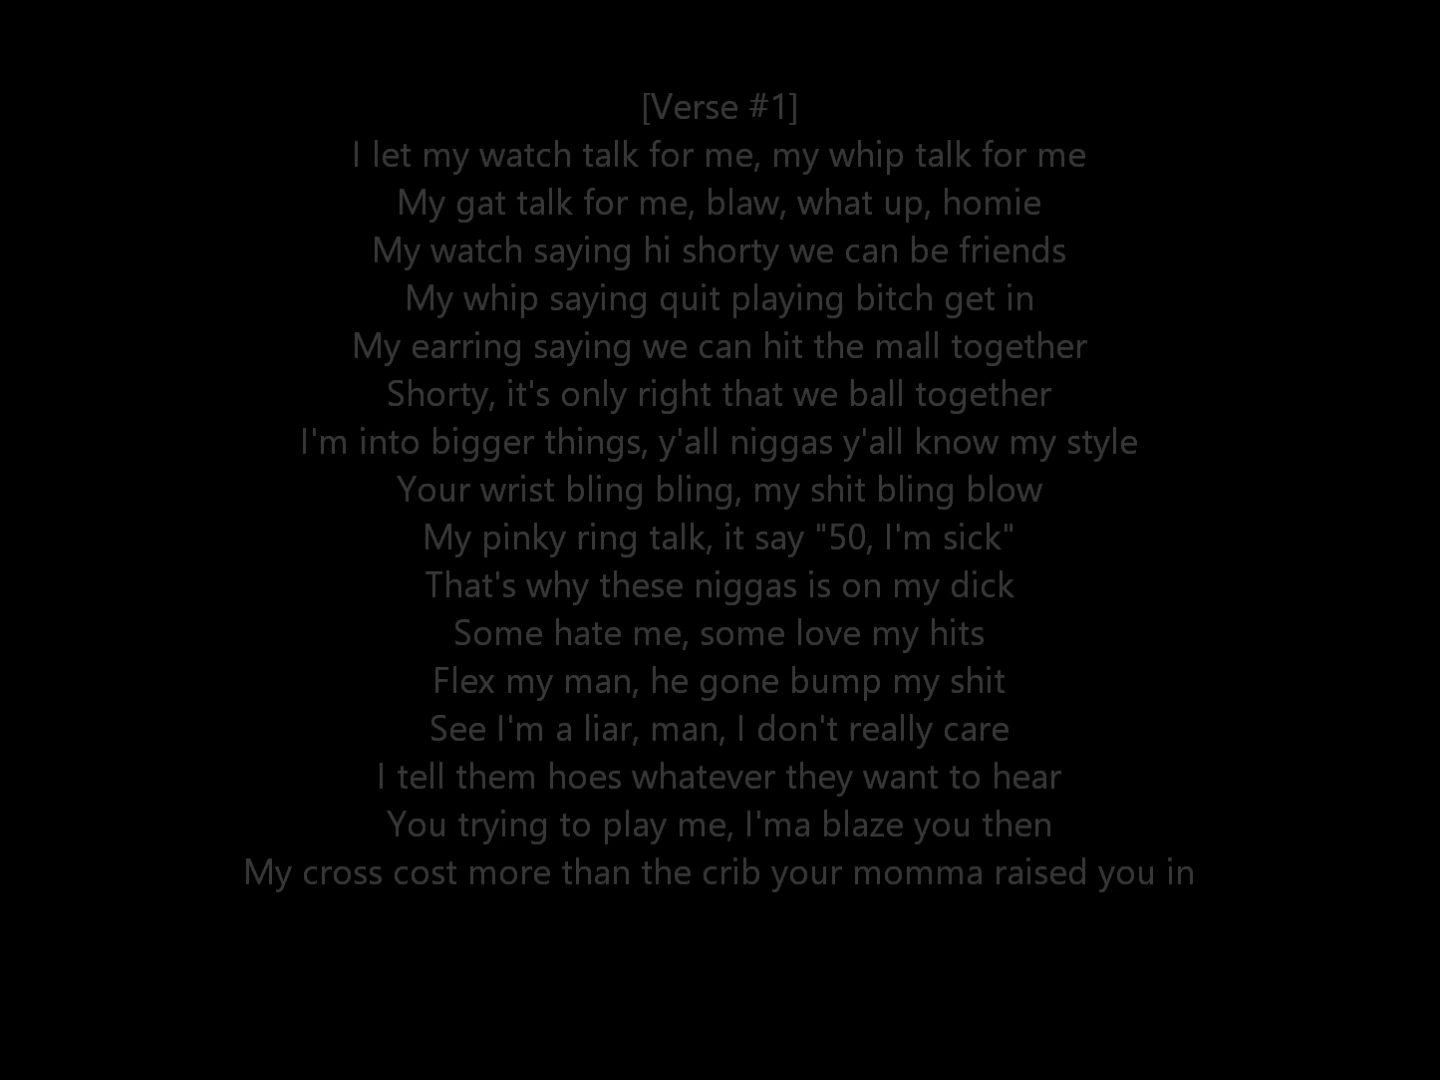 [Verse #1]
I let my watch talk for me, my whip talk for me
My gat talk for me, blaw, what up, homie
My watch saying hi shorty we can be friends
My whip saying quit playing bitch get in
My earring saying we can hit the mall together
Shorty, it's only right that we ball together
I'm into bigger things, y'all niggas y'all know my style
Your wrist bling bling, my shit bling blow
My pinky ring talk, it say "50, I'm sick"
That's why these niggas is on my dick
Some hate me, some love my hits
Flex my man, he gone bump my shit
See I'm a liar, man, I don't really care
I tell them hoes whatever they want to hear
You trying to play me, I'ma blaze you then
My cross cost more than the crib your momma raised you in